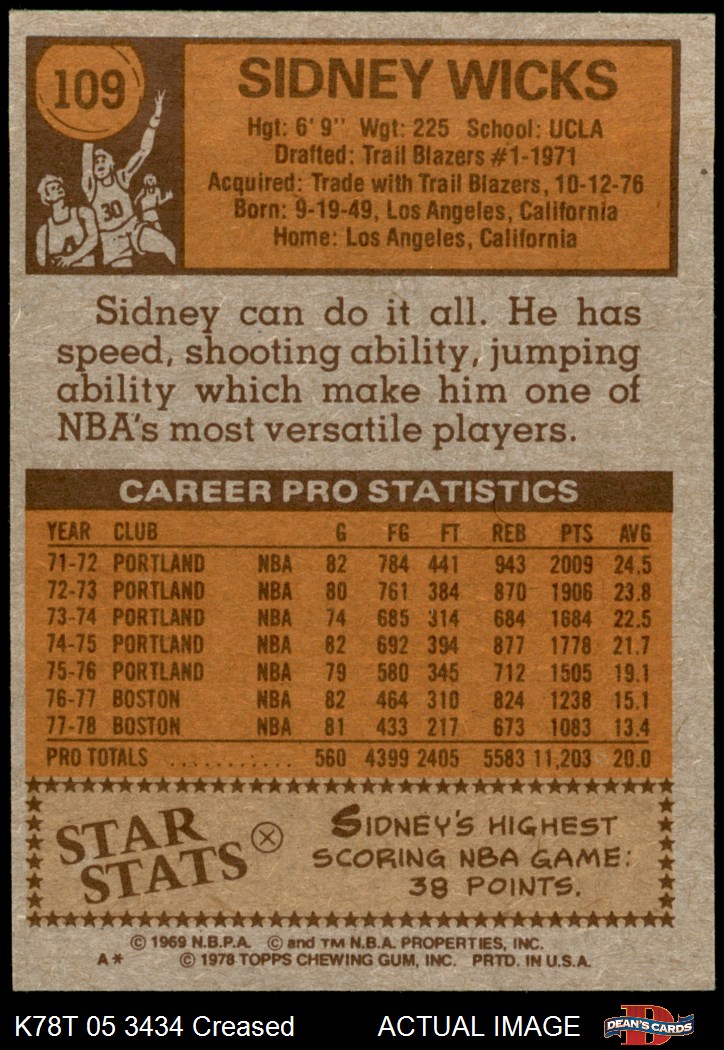 109
SIDNEY WICKS
Hgt: 6' 9" Wgt: 225 School: UCLA
Drafted: Trail Blazers #1-1971
Acquired: Trade with Trail Blazers, 10-12-76
Born: 9-19-49, Los Angeles, California
Home: Los Angeles, California
30
Sidney can do it all. He has
speed, shooting ability, jumping
ability which make him one of
NBA's most versatile players.
CAREER PRO STATISTICS
YEAR CLUB G FG FT REB PTS AVG
71-72 PORTLAND NBA 82 784 441 943 2009 24.5
72-73 PORTLAND NBA 80 761 384 870 1906 23.8
73-74 PORTLAND NBA 74 685 314 684 1684 22.5
74-75 PORTLAND NBA 82 692 394 877 1778 21.7
75-76 PORTLAND NBA 79 580 345 712 1505 19.1
76-77 BOSTON NBA 82 464 310 824 1238 15.1
77-78 BOSTON NBA 81 433 217 673 1083 13.4
PRO TOTALS ........... 560 4399 2405 5583 11,203 20.0
STAR
STATS
SIDNEY'S HIGHEST
SCORING NBA GAME:
38 POINTS.
© 1969 N.B.P.A. © and TM N.B.A. PROPERTIES, INC.
A* © 1978 TOPPS CHEWING GUM, INC. PRTD. IN U.S.A.
K78T 05 3434 Creased ACTUAL IMAGE
D
DEAN'S CARDS